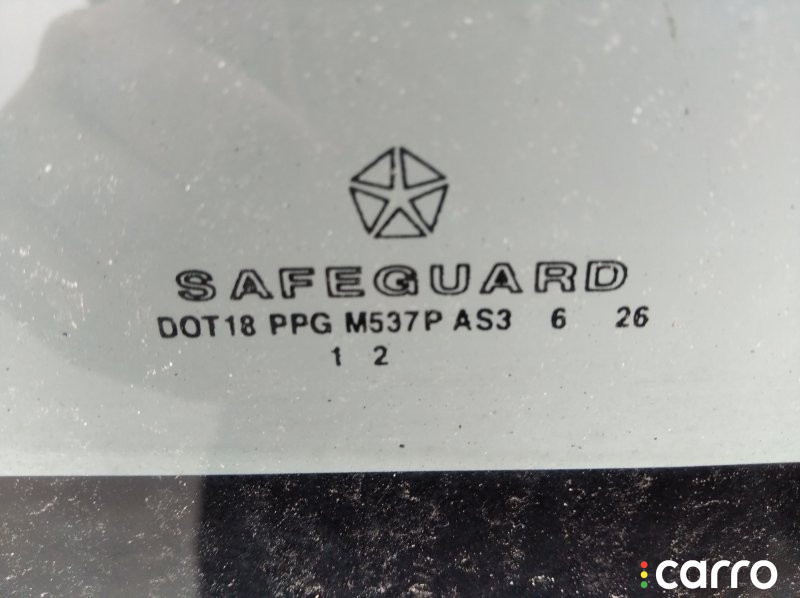 SAFEGUARD
DOT18 PPG M537P AS3 6 26
1 2
carro